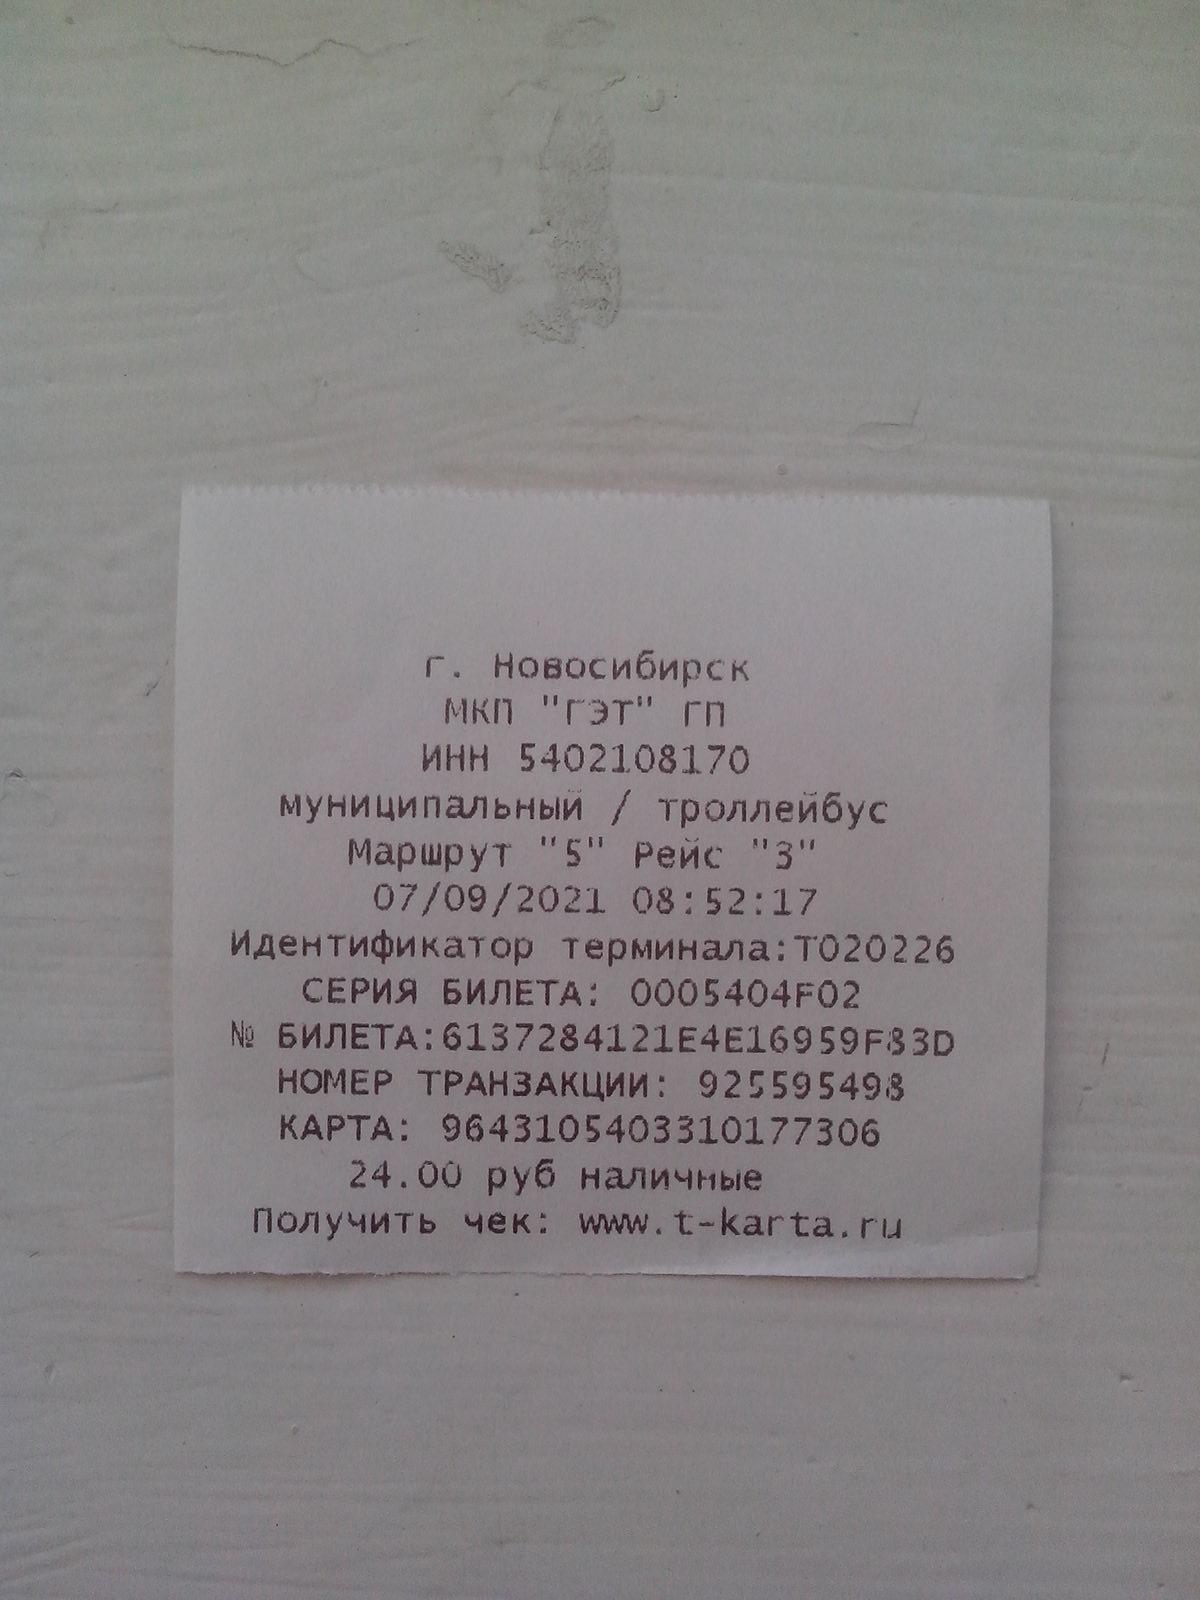 г. Новосибирск
МКП "ГЭТ" ГП
ИНН 5402108170
муниципальный / троллейбус
Маршрут "5" Рейс "3"
07/09/2021 08:52:17
Идентификатор терминала:T020226
СЕРИЯ БИЛЕТА: 0005404F02
№ БИЛЕТА:6137284121E4E16959F83D
НОМЕР ТРАНЗАКЦИИ: 925595498
КАРТА: 9643105403310177306
24.00 руб наличные
Получить чек: www.t-karta.ru